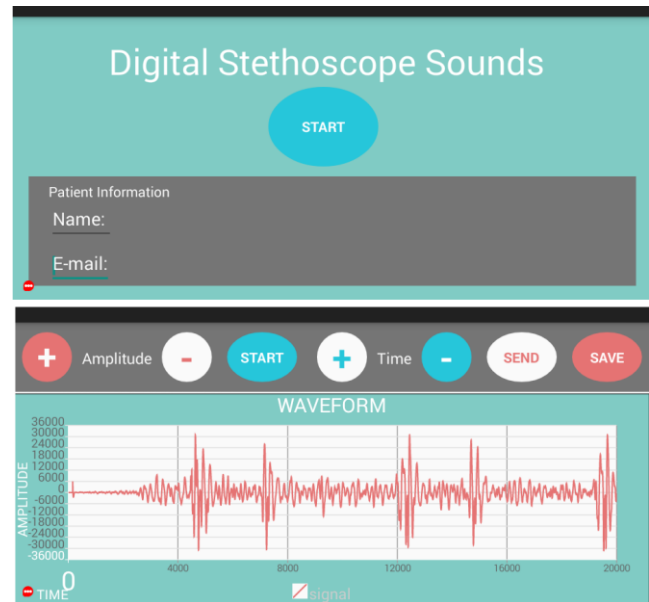 Digital Stethoscope Sounds
START
Patient Information
Name:
E-mail:
+ Amplitude - START + Time - SEND SAVE
WAVEFORM
AMPLITUDE
36000
30000
24000
18000
12000
6000
0
-6000
-12000
-18000
-24000
-30000
-36000
0 4000 8000 12000 16000 20000
TIME signal